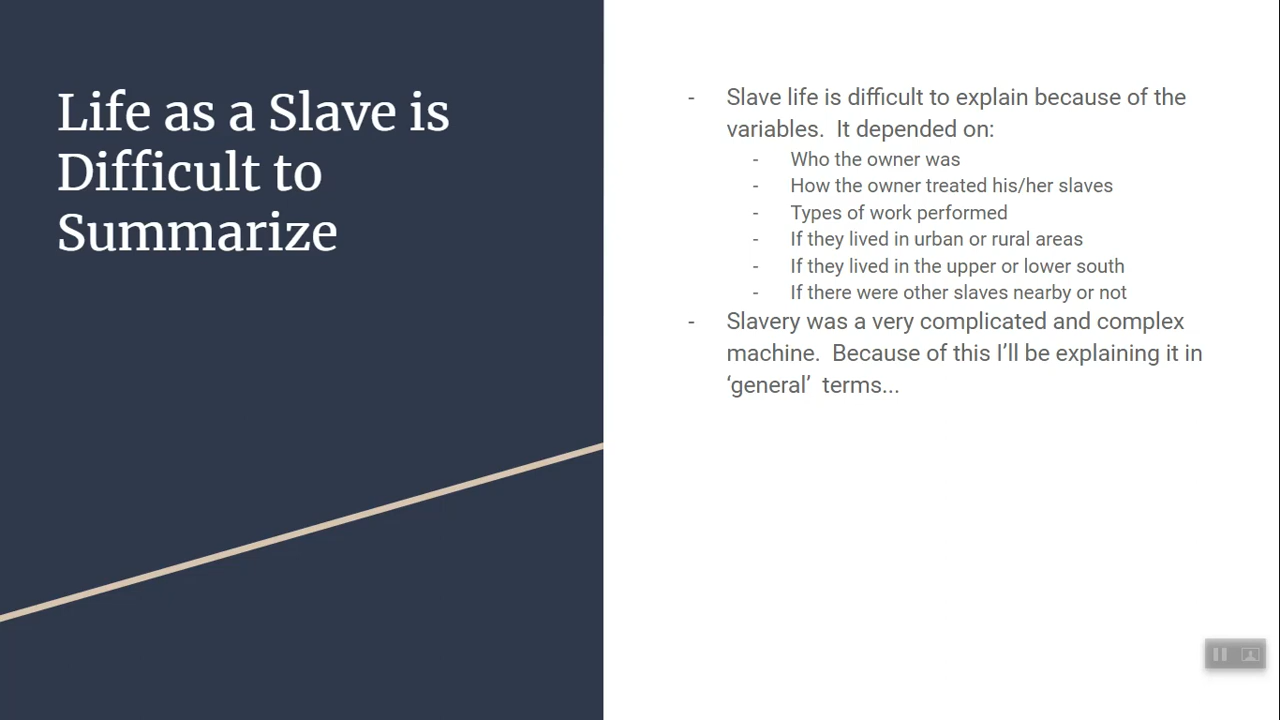 Life as a Slave is
Difficult to
Summarize
- Slave life is difficult to explain because of the
variables.  It depended on:
- Who the owner was
- How the owner treated his/her slaves
- Types of work performed
- If they lived in urban or rural areas
- If they lived in the upper or lower south
- If there were other slaves nearby or not
- Slavery was a very complicated and complex
machine.  Because of this I’ll be explaining it in
‘general’  terms...